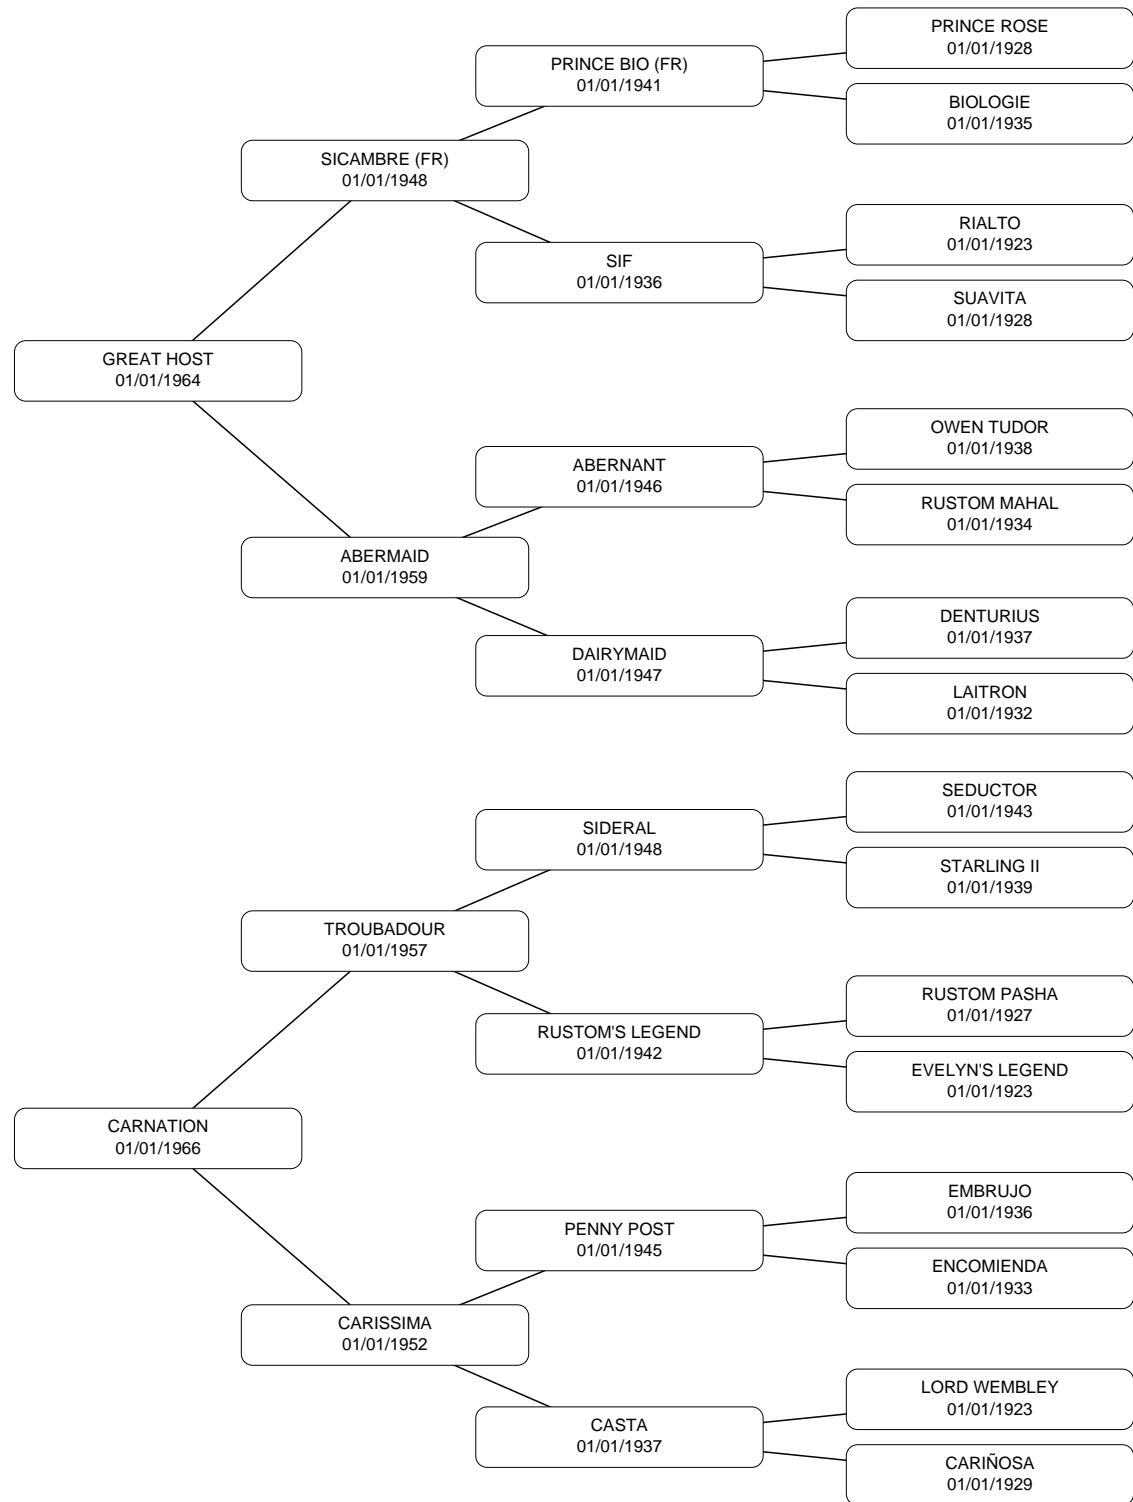 PRINCE ROSE
01/01/1928
PRINCE BIO (FR)
01/01/1941
BIOLOGIE
01/01/1935
SICAMBRE (FR)
01/01/1948
RIALTO
01/01/1923
SIF
01/01/1936
SUAVITA
01/01/1928
GREAT HOST
01/01/1964
OWEN TUDOR
01/01/1938
ABERNANT
01/01/1946
RUSTOM MAHAL
01/01/1934
ABERMAID
01/01/1959
DENTURIUS
01/01/1937
DAIRYMAID
01/01/1947
LAITRON
01/01/1932
SEDUCTOR
01/01/1943
SIDERAL
01/01/1948
STARLING II
01/01/1939
TROUBADOUR
01/01/1957
RUSTOM PASHA
01/01/1927
RUSTOM'S LEGEND
01/01/1942
EVELYN'S LEGEND
01/01/1923
CARNATION
01/01/1966
EMBRUJO
01/01/1936
PENNY POST
01/01/1945
ENCOMIENDA
01/01/1933
CARISSIMA
01/01/1952
LORD WEMBLEY
01/01/1923
CASTA
01/01/1937
CARIÑOSA
01/01/1929